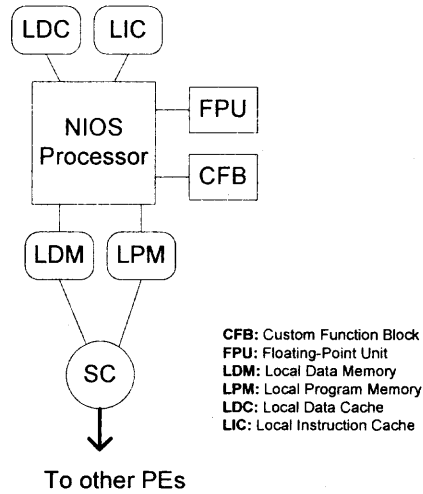 LDC
LIC
NIOS
Processor
FPU
CFB
LDM
LPM
SC
To other PEs
CFB: Custom Function Block
FPU: Floating-Point Unit
LDM: Local Data Memory
LPM: Local Program Memory
LDC: Local Data Cache
LIC: Local Instruction Cache